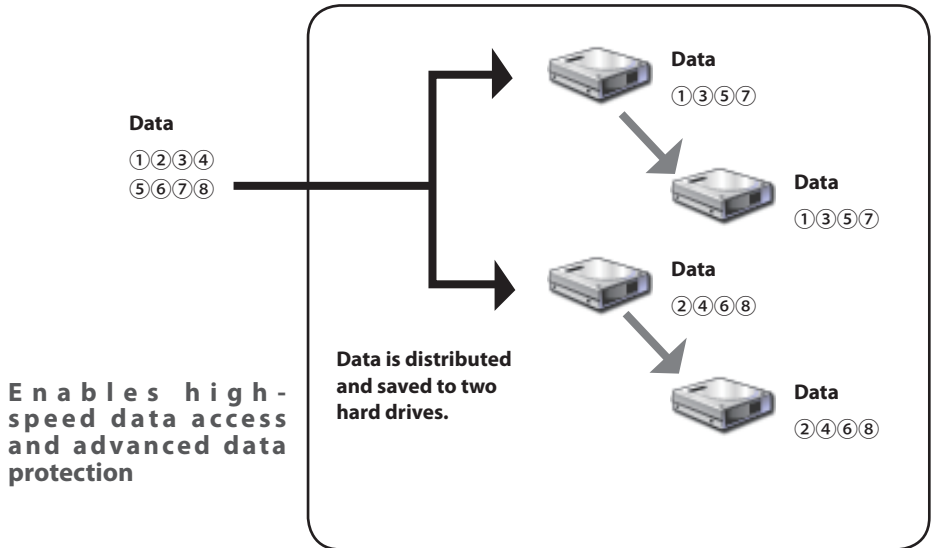 Data
①②③④
⑤⑥⑦⑧
Data
①③⑤⑦
Data
①③⑤⑦
Data
②④⑥⑧
Data
②④⑥⑧
Data is distributed
and saved to two
hard drives.
Enables high-
speed data access
and advanced data
protection